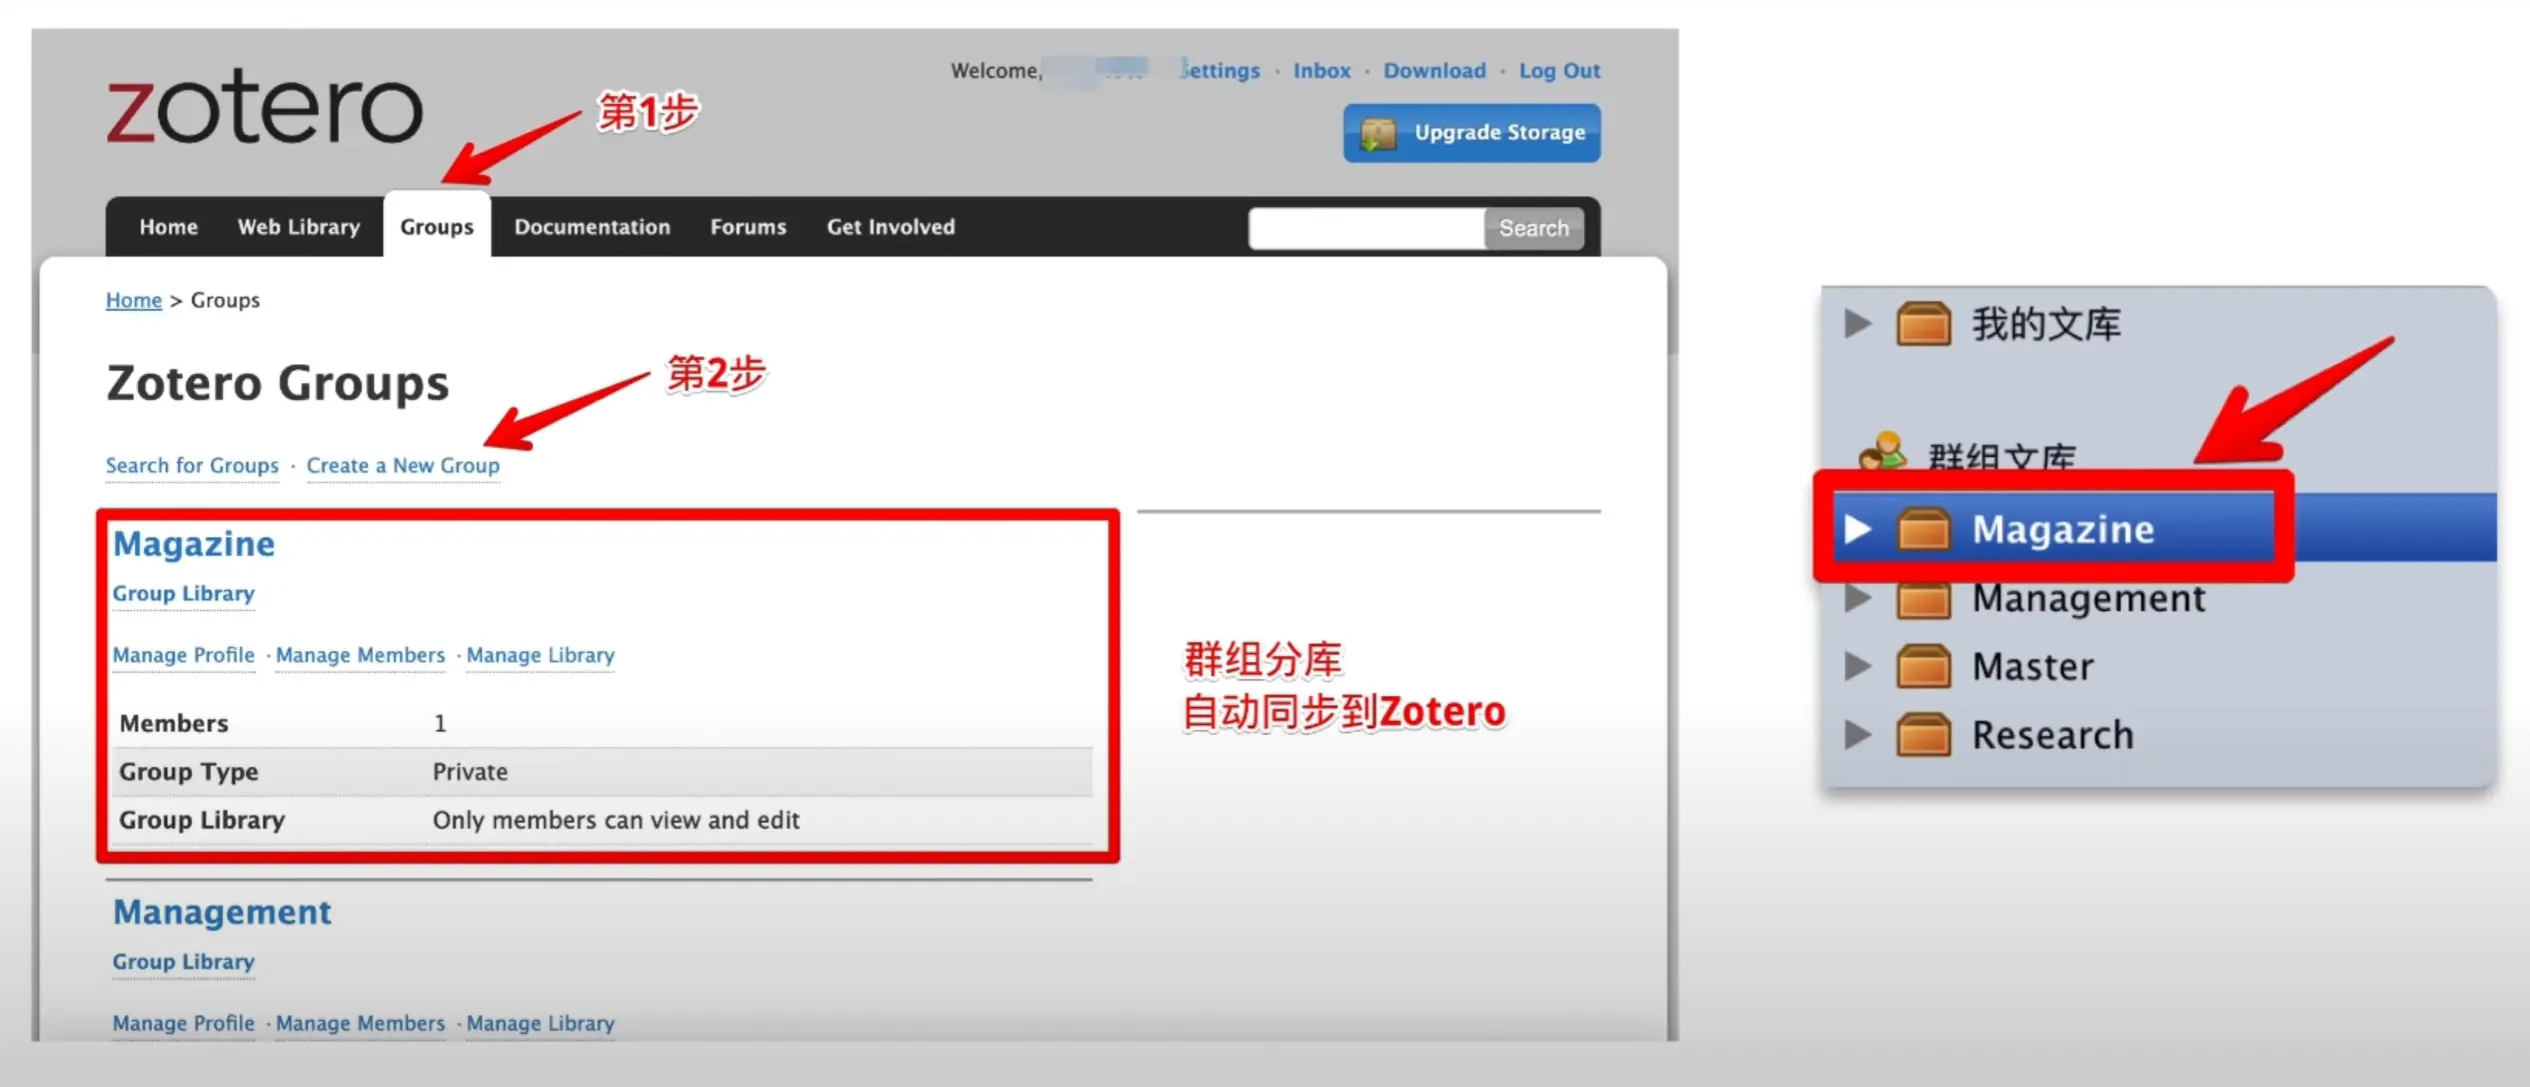 zotero
Welcome, Settings · Inbox · Download · Log Out
第1步
Upgrade Storage
Home Web Library Groups Documentation Forums Get Involved Search
Home > Groups
Zotero Groups
第2步
Search for Groups · Create a New Group
Magazine
Group Library
Manage Profile · Manage Members · Manage Library
Members 1
Group Type Private
Group Library Only members can view and edit
群组分库
自动同步到Zotero
Management
Group Library
Manage Profile · Manage Members · Manage Library
我的文库
群组文库
Magazine
Management
Master
Research